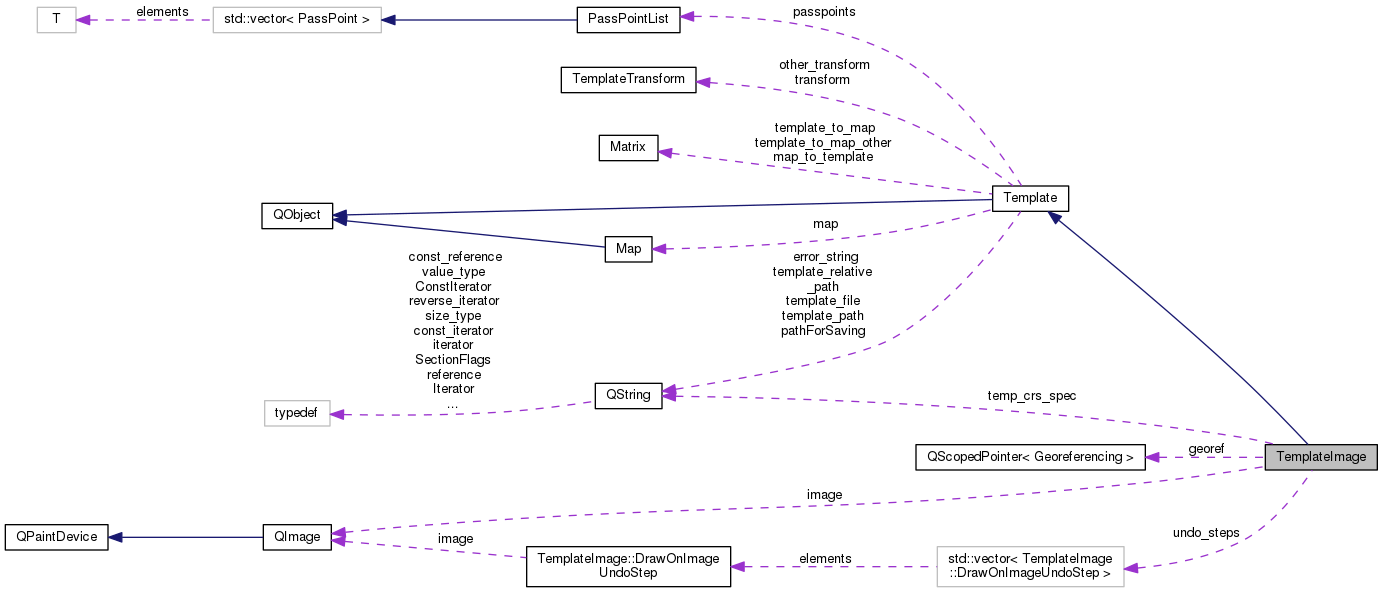 T
elements
std::vector< PassPoint >
PassPointList
passpoints
TemplateTransform
other_transform
transform
Matrix
template_to_map
template_to_map_other
map_to_template
Template
QObject
Map
map
const_reference
value_type
ConstIterator
reverse_iterator
size_type
const_iterator
iterator
SectionFlags
reference
Iterator
...
error_string
template_relative
_path
template_file
template_path
pathForSaving
typedef
QString
temp_crs_spec
QScopedPointer< Georeferencing >
georef
TemplateImage
image
QPaintDevice
QImage
image
TemplateImage::DrawOnImage
UndoStep
elements
std::vector< TemplateImage
::DrawOnImageUndoStep >
undo_steps